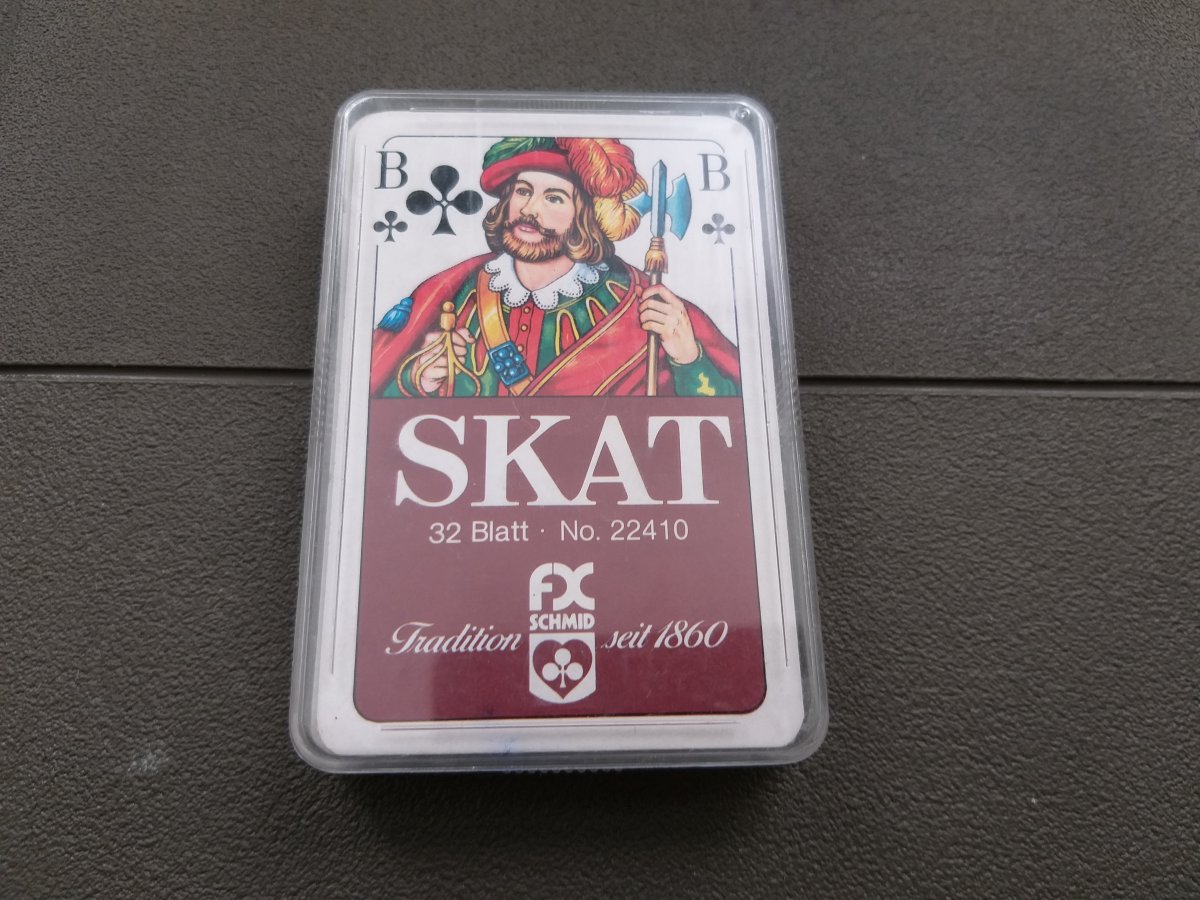 B B
SKAT
32 Blatt · No. 22410
FX
SCHMID
Tradition seit 1860